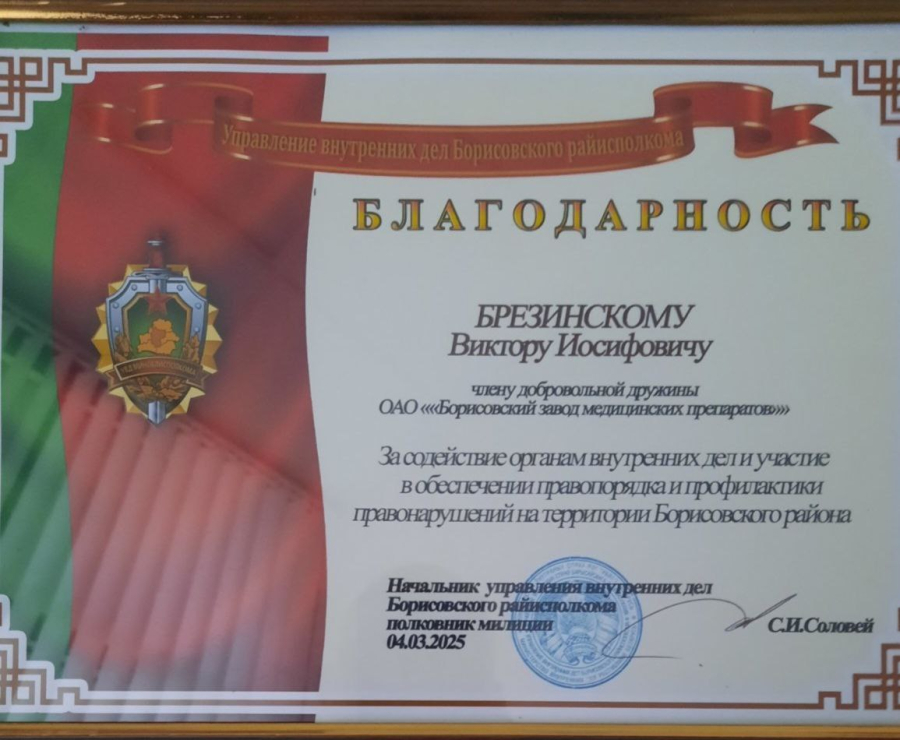 Управление внутренних дел Борисовского райисполкома
БЛАГОДАРНОСТЬ
БРЕЗИНСКОМУ
Виктору Иосифовичу
члену добровольной дружины
ОАО ««Борисовский завод медицинских препаратов»»
За содействие органам внутренних дел и участие
в обеспечении правопорядка и профилактики
правонарушений на территории Борисовского района
Начальник управления внутренних дел
Борисовского райисполкома
полковник милиции
04.03.2025
С.И.Соловей